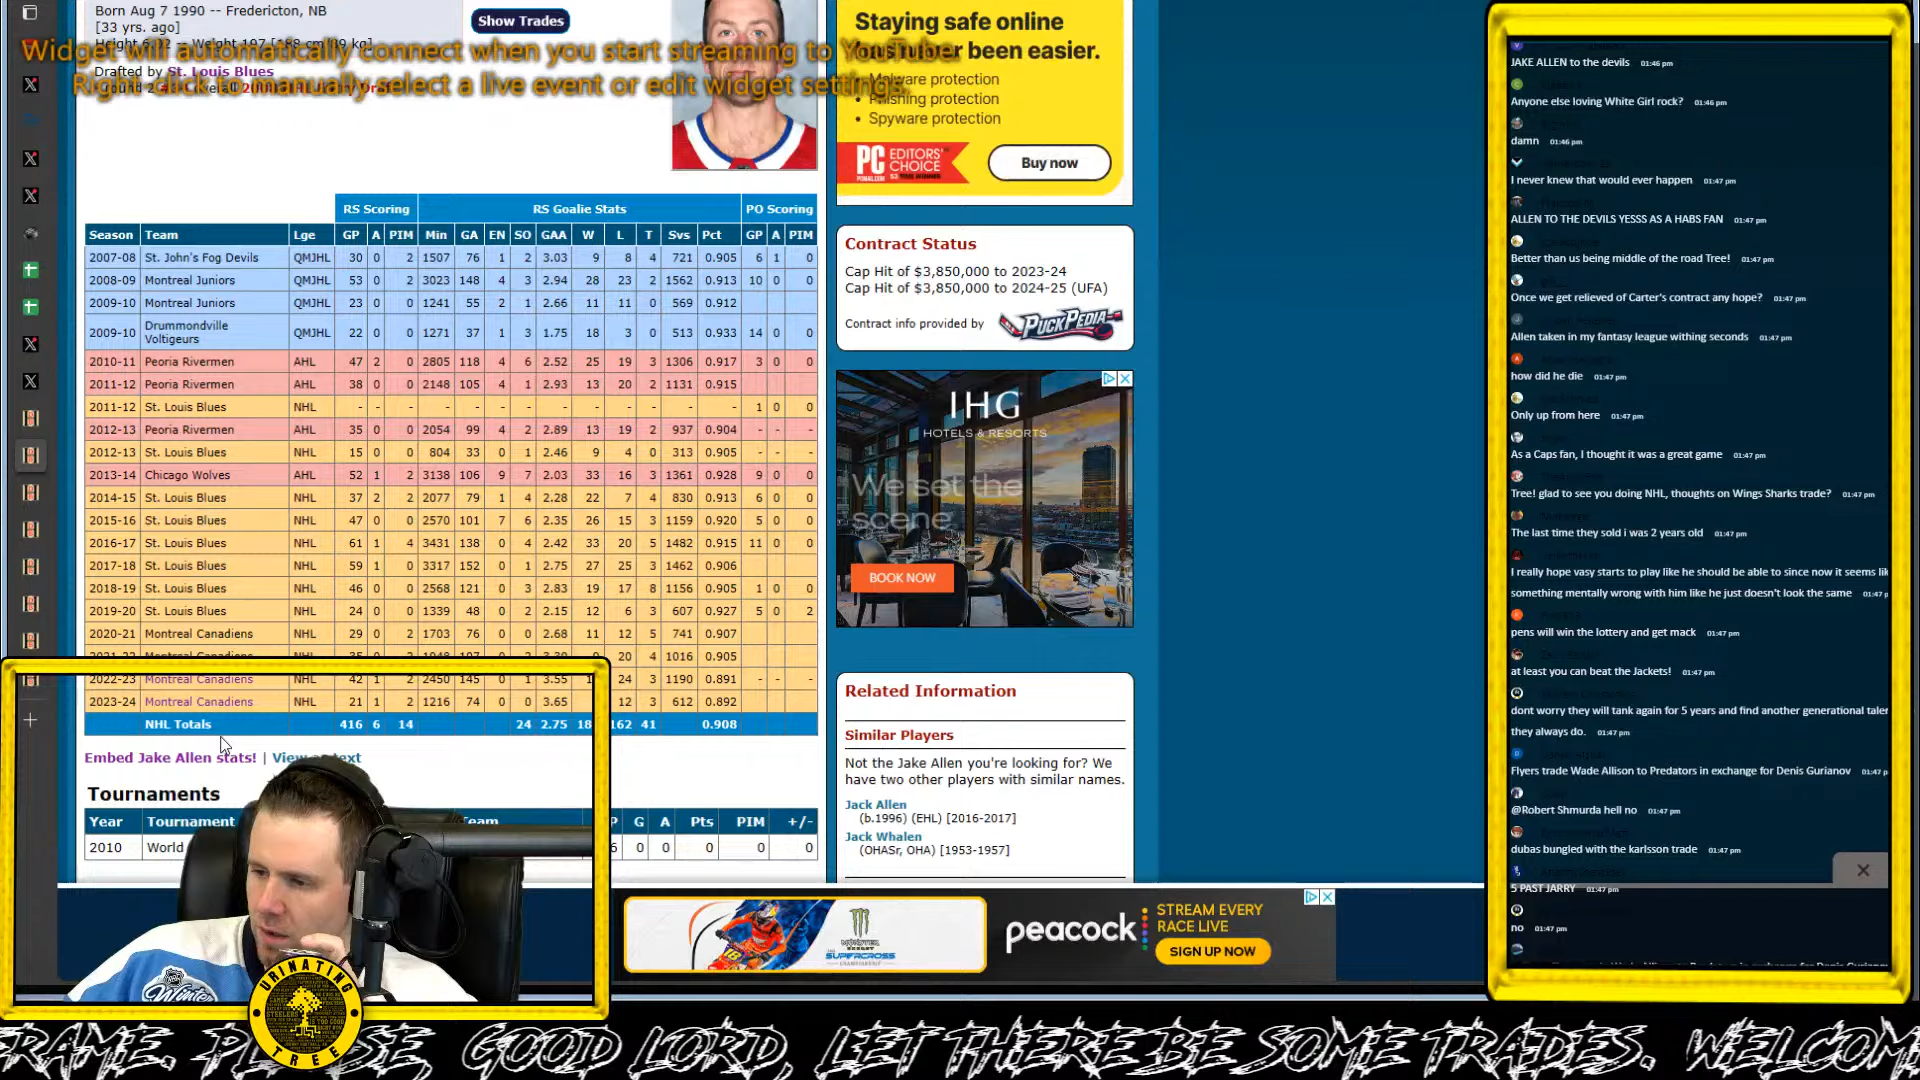 Born Aug 7 1990 -- Fredericton, NB
[33 yrs. ago]
Show Trades
Widget will automatically connect when you start streaming to YouTube.
Right click to manually select a live event or edit widget settings.
Drafted by St. Louis Blues
RS Scoring RS Goalie Stats PO Scoring
Season Team Lge GP A PIM Min GA EN SO GAA W L T Svs Pct GP A PIM
2007-08 St. John's Fog Devils QMJHL 30 0 2 1507 76 1 2 3.03 9 8 4 721 0.905 6 1 0
2008-09 Montreal Juniors QMJHL 53 0 2 3023 148 4 3 2.94 28 23 2 1562 0.913 10 0 0
2009-10 Montreal Juniors QMJHL 23 0 0 1241 55 2 1 2.66 11 11 0 569 0.912
2009-10 Drummondville Voltigeurs QMJHL 22 0 0 1271 37 1 3 1.75 18 3 0 513 0.933 14 0 0
2010-11 Peoria Rivermen AHL 47 2 0 2805 118 4 6 2.52 25 19 3 1306 0.917 3 0 0
2011-12 Peoria Rivermen AHL 38 0 0 2148 105 4 1 2.93 13 20 2 1131 0.915
2011-12 St. Louis Blues NHL - - - - - - - - - - - - - 1 0 0
2012-13 Peoria Rivermen AHL 35 0 0 2054 99 4 2 2.89 13 19 2 937 0.904 - - -
2012-13 St. Louis Blues NHL 15 0 0 804 33 0 1 2.46 9 4 0 313 0.905 - - -
2013-14 Chicago Wolves AHL 52 1 2 3138 106 9 7 2.03 33 16 3 1361 0.928 9 0 0
2014-15 St. Louis Blues NHL 37 2 2 2077 79 1 4 2.28 22 7 4 830 0.913 6 0 0
2015-16 St. Louis Blues NHL 47 0 0 2570 101 7 6 2.35 26 15 3 1159 0.920 5 0 0
2016-17 St. Louis Blues NHL 61 1 4 3431 138 0 4 2.42 33 20 5 1482 0.915 11 0 0
2017-18 St. Louis Blues NHL 59 1 0 3317 152 0 1 2.75 27 25 3 1462 0.906
2018-19 St. Louis Blues NHL 46 0 0 2568 121 0 3 2.83 19 17 8 1156 0.905 1 0 0
2019-20 St. Louis Blues NHL 24 0 0 1339 48 0 2 2.15 12 6 3 607 0.927 5 0 2
2020-21 Montreal Canadiens NHL 29 0 2 1703 76 0 0 2.68 11 12 5 741 0.907
Montreal Canadiens NHL 20 4 1016 0.905
2022-23 Montreal Canadiens NHL 42 1 2 2450 145 0 1 3.55 24 3 1190 0.891 - - -
2023-24 Montreal Canadiens NHL 21 1 2 1216 74 0 0 3.65 12 3 612 0.892
NHL Totals 416 6 14 24 2.75 18 162 41 0.908
Embed Jake Allen stats! | View
Tournaments
Year Tournament Team G A Pts PIM +/-
2010 World 0 0 0 0 0
Staying safe online
never been easier.
• Malware protection
• Phishing protection
• Spyware protection
PC
EDITORS' CHOICE
Buy now
Contract Status
Cap Hit of $3,850,000 to 2023-24
Cap Hit of $3,850,000 to 2024-25 (UFA)
Contract info provided by PUCKPEDIA
IHG
HOTELS & RESORTS
We set the
scene
BOOK NOW
Related Information
Similar Players
Not the Jake Allen you're looking for? We
have two other players with similar names.
Jack Allen
(b.1996) (EHL) [2016-2017]
Jack Whalen
(OHASr, OHA) [1953-1957]
MONSTER
SUPERCROSS
peacock
STREAM EVERY
RACE LIVE
SIGN UP NOW
JAKE ALLEN to the devils 01:46 pm
Anyone else loving White Girl rock? 01:46 pm
damn 01:46 pm
I never knew that would ever happen 01:47 pm
ALLEN TO THE DEVILS YESSS AS A HABS FAN 01:47 pm
Better than us being middle of the road Tree! 01:47 pm
Once we get relieved of Carter's contract any hope? 01:47 pm
Allen taken in my fantasy league withing seconds 01:47 pm
how did he die 01:47 pm
Only up from here 01:47 pm
As a Caps fan, I thought it was a great game 01:47 pm
Tree! glad to see you doing NHL, thoughts on Wings Sharks trade? 01:47 pm
The last time they sold i was 2 years old 01:47 pm
I really hope vasy starts to play like he should be able to since now it seems lik
something mentally wrong with him like he just doesn't look the same 01:47 p
pens will win the lottery and get mack 01:47 pm
at least you can beat the Jackets! 01:47 pm
dont worry they will tank again for 5 years and find another generational taler
they always do. 01:47 pm
Flyers trade Wade Allison to Predators in exchange for Denis Gurianov 01:47 p
@Robert Shmurda hell no 01:47 pm
dubas bungled with the karlsson trade 01:47 pm
5 PAST JARRY 01:47 pm
no 01:47 pm
URINATING
TREE
FRAME. PLEASE, GOOD LORD, LET THERE BE SOME TRADES. WELCOM